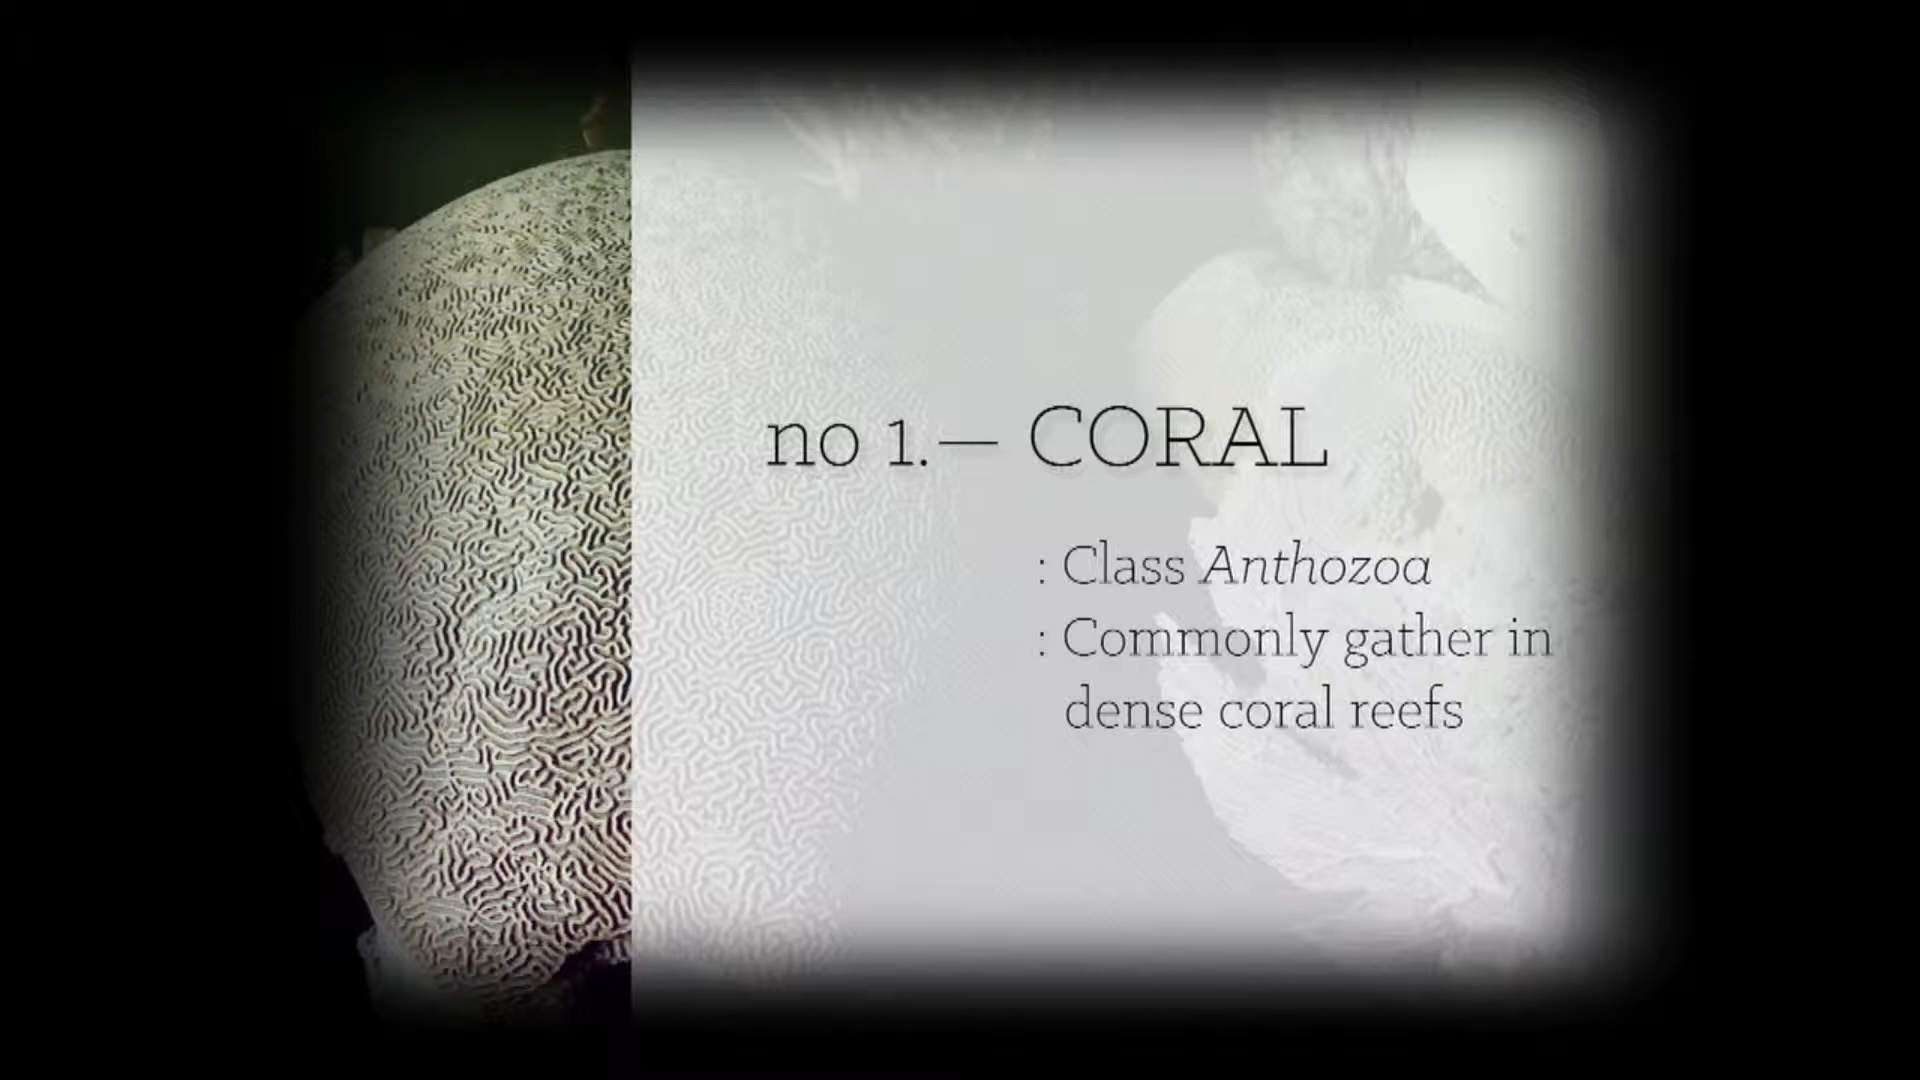 no 1.— CORAL
: Class Anthozoa
: Commonly gather in
dense coral reefs